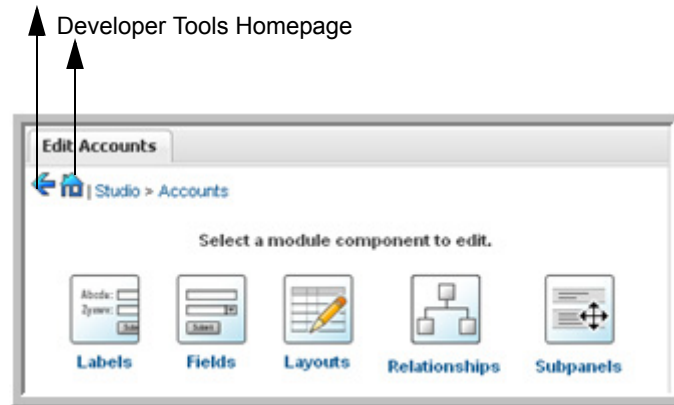 Developer Tools Homepage
Edit Accounts
| Studio > Accounts
Select a module component to edit.
Labels Fields Layouts Relationships Subpanels